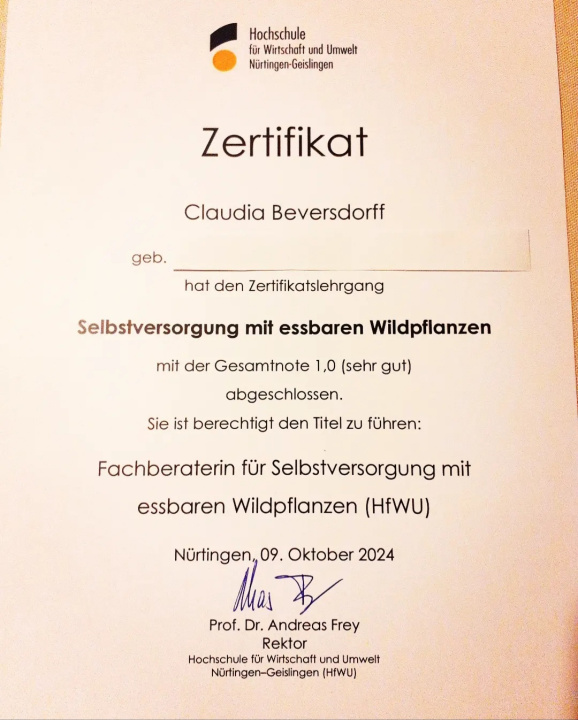 Hochschule
für Wirtschaft und Umwelt
Nürtingen-Geislingen
Zertifikat
Claudia Beversdorff
geb.
hat den Zertifikatslehrgang
Selbstversorgung mit essbaren Wildpflanzen
mit der Gesamtnote 1,0 (sehr gut)
abgeschlossen.
Sie ist berechtigt den Titel zu führen:
Fachberaterin für Selbstversorgung mit
essbaren Wildpflanzen (HfWU)
Nürtingen, 09. Oktober 2024
Prof. Dr. Andreas Frey
Rektor
Hochschule für Wirtschaft und Umwelt
Nürtingen–Geislingen (HfWU)